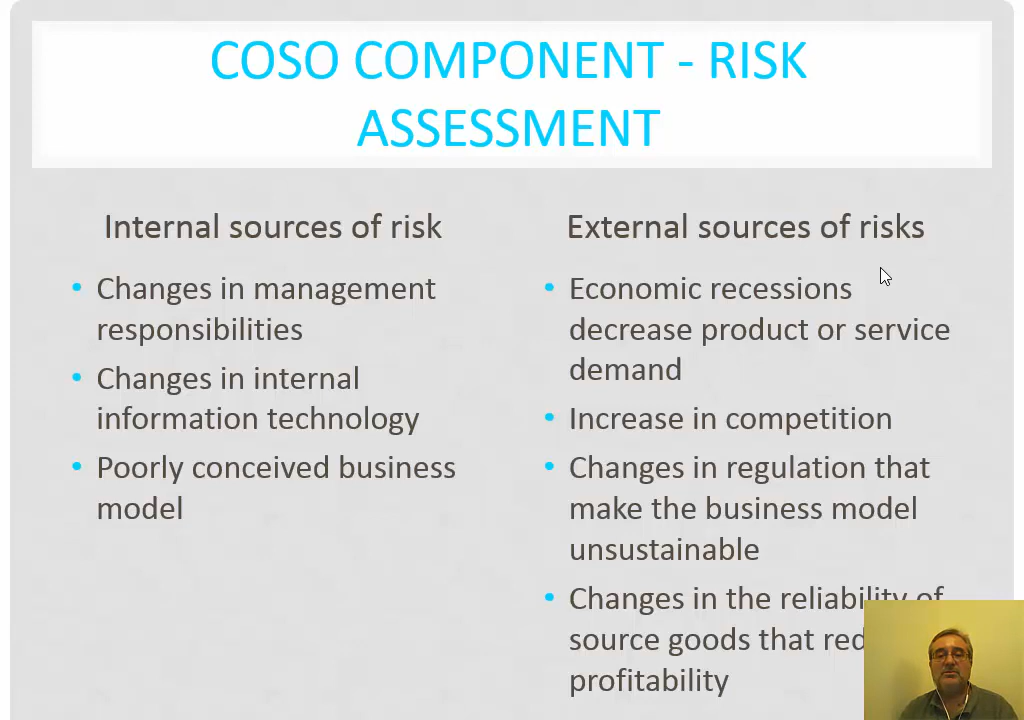 COSO COMPONENT - RISK
ASSESSMENT
Internal sources of risk
• Changes in management
responsibilities
• Changes in internal
information technology
• Poorly conceived business
model
External sources of risks
• Economic recessions
decrease product or service
demand
• Increase in competition
• Changes in regulation that
make the business model
unsustainable
• Changes in the reliability of
source goods that
profitability